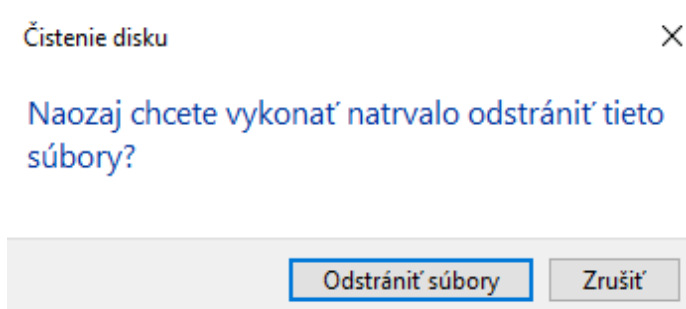 Čistenie disku
Naozaj chcete vykonať natrvalo odstrániť tieto
súbory?
Odstrániť súbory
Zrušiť